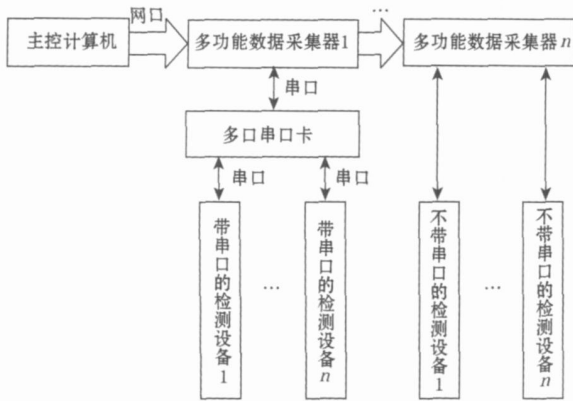 网口
…
主控计算机
多功能数据采集器1
多功能数据采集器n
串口
多口串口卡
串口
串口
带串口的检测设备1
…
带串口的检测设备n
不带串口的检测设备1
…
不带串口的检测设备n